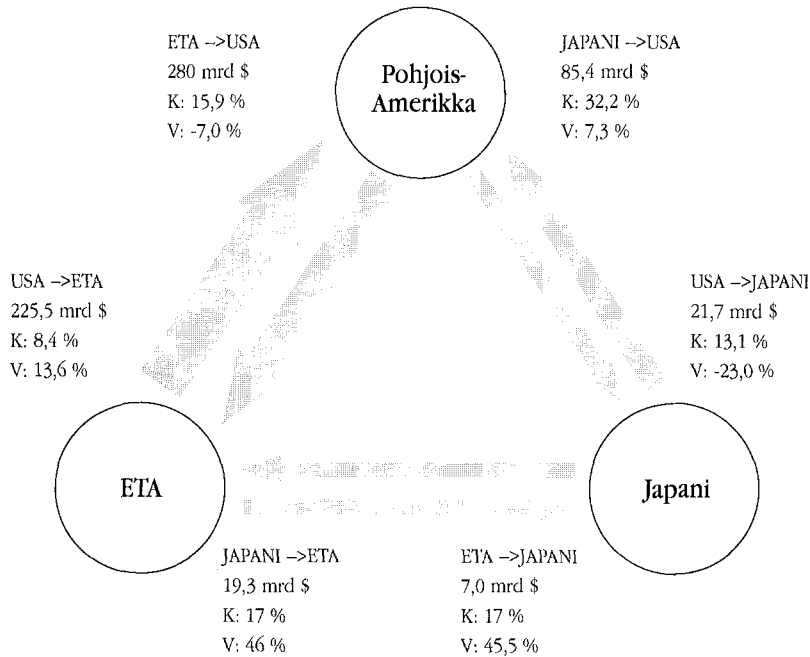 ETA –>USA
280 mrd $
K: 15,9 %
V: -7,0 %
Pohjois-
Amerikka
JAPANI –>USA
85,4 mrd $
K: 32,2 %
V: 7,3 %
USA –>ETA
225,5 mrd $
K: 8,4 %
V: 13,6 %
USA –>JAPANI
21,7 mrd $
K: 13,1 %
V: -23,0 %
ETA
Japani
JAPANI –>ETA
19,3 mrd $
K: 17 %
V: 46 %
ETA –>JAPANI
7,0 mrd $
K: 17 %
V: 45,5 %